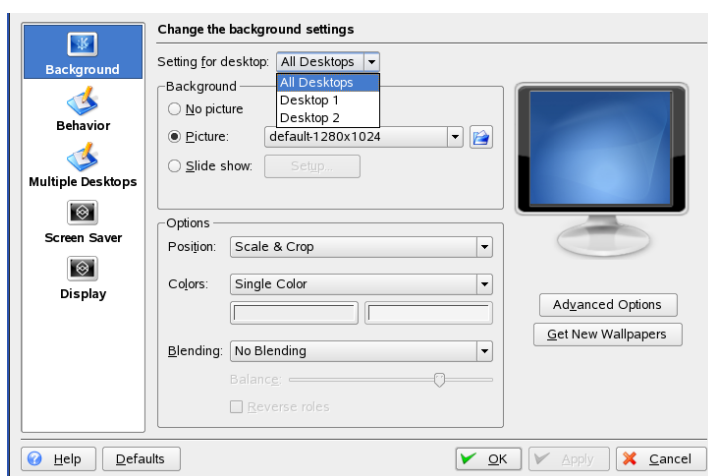 Change the background settings
Background
Behavior
Multiple Desktops
Screen Saver
Display
Setting for desktop: All Desktops
All Desktops
Desktop 1
Desktop 2
Background
No picture
Picture: default-1280x1024
Slide show: Setup...
Options
Position: Scale & Crop
Colors: Single Color
Blending: No Blending
Balance:
Reverse roles
Advanced Options
Get New Wallpapers
Help
Defaults
OK
Apply
Cancel